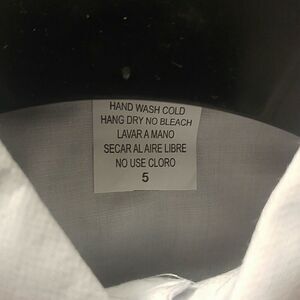 HAND WASH COLD
HANG DRY NO BLEACH
LAVAR A MANO
SECAR AL AIRE LIBRE
NO USE CLORO
5